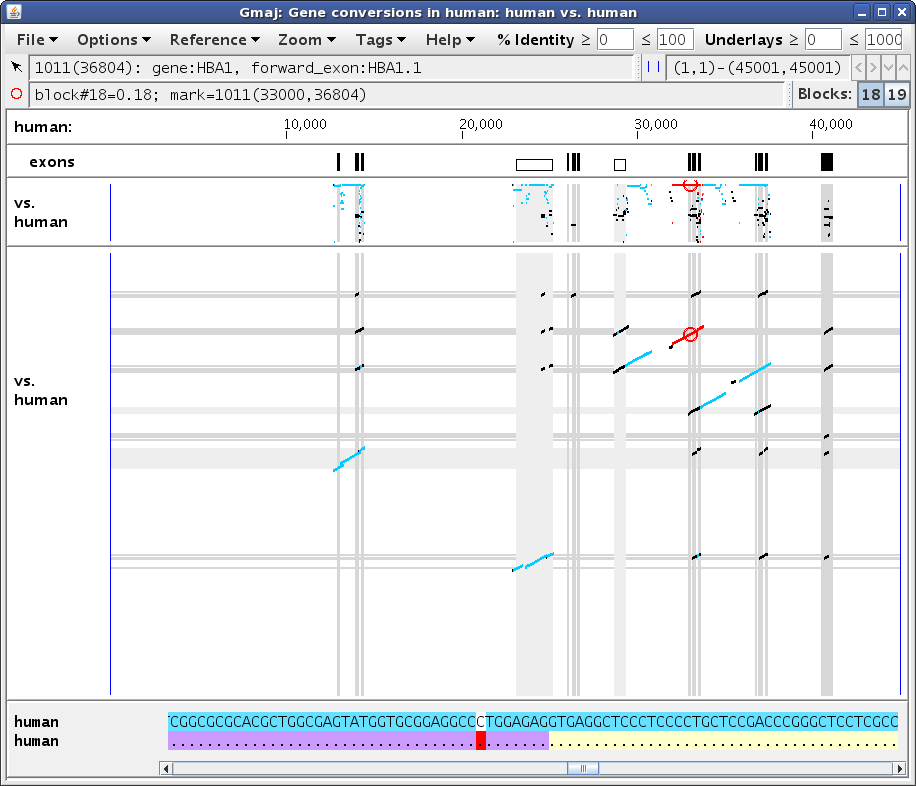 Gmaj: Gene conversions in human: human vs. human
File Options Reference Zoom Tags Help % Identity ≥ 0 ≤ 100 Underlays ≥ 0 ≤ 1000
1011(36804): gene:HBA1, forward_exon:HBA1.1 (1,1)-(45001,45001)
block#18=0.18; mark=1011(33000,36804) Blocks: 18 19
human: 10,000 20,000 30,000 40,000
exons
vs.
human
vs.
human
human CGGCGCGCACGCTGGCGAGTATGGTGCGGAGGCCCTGGAGAGGTGAGGCTCCCTCCCCTGCTCCGACCCGGGCTCCTCGCC
human